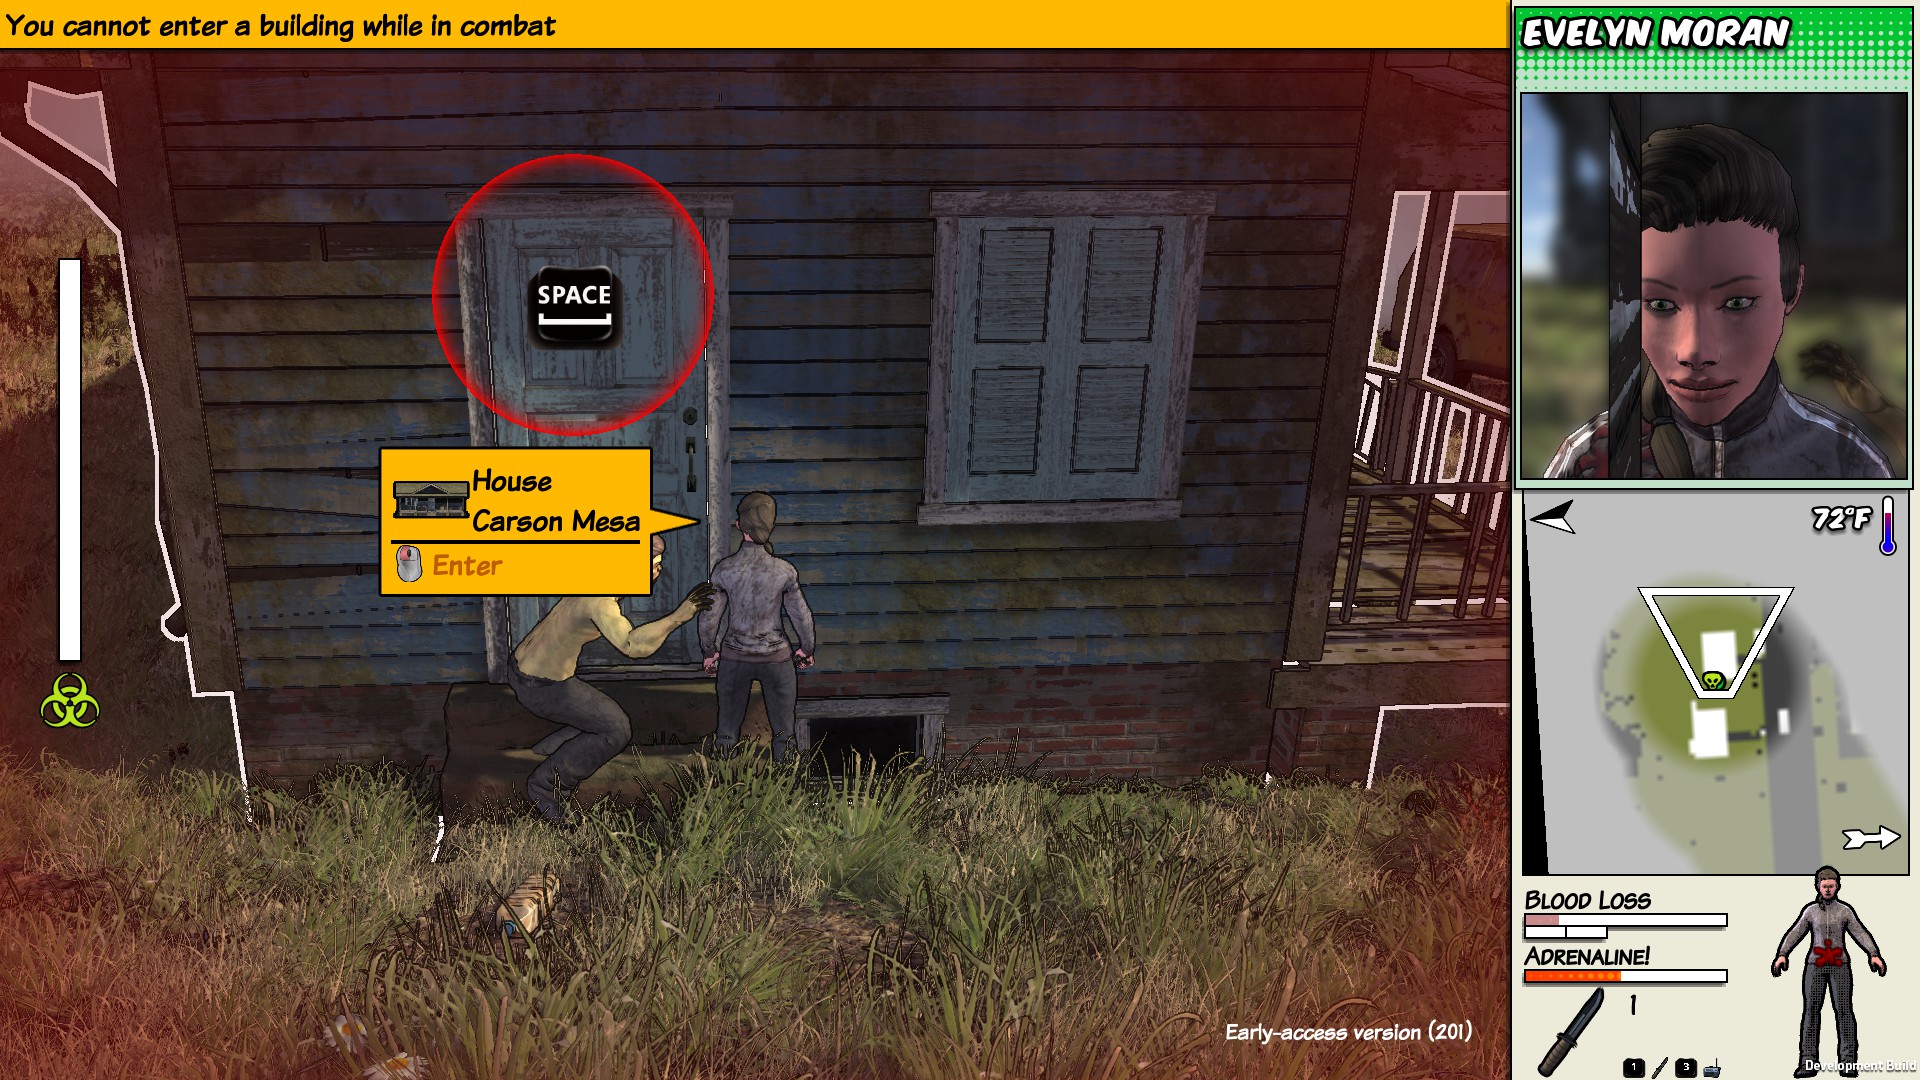 You cannot enter a building while in combat
EVELYN MORAN
SPACE
House
Carson Mesa
Enter
72°F
BLOOD LOSS
ADRENALINE!
1
Early-access version (201)
1
3
Development Build